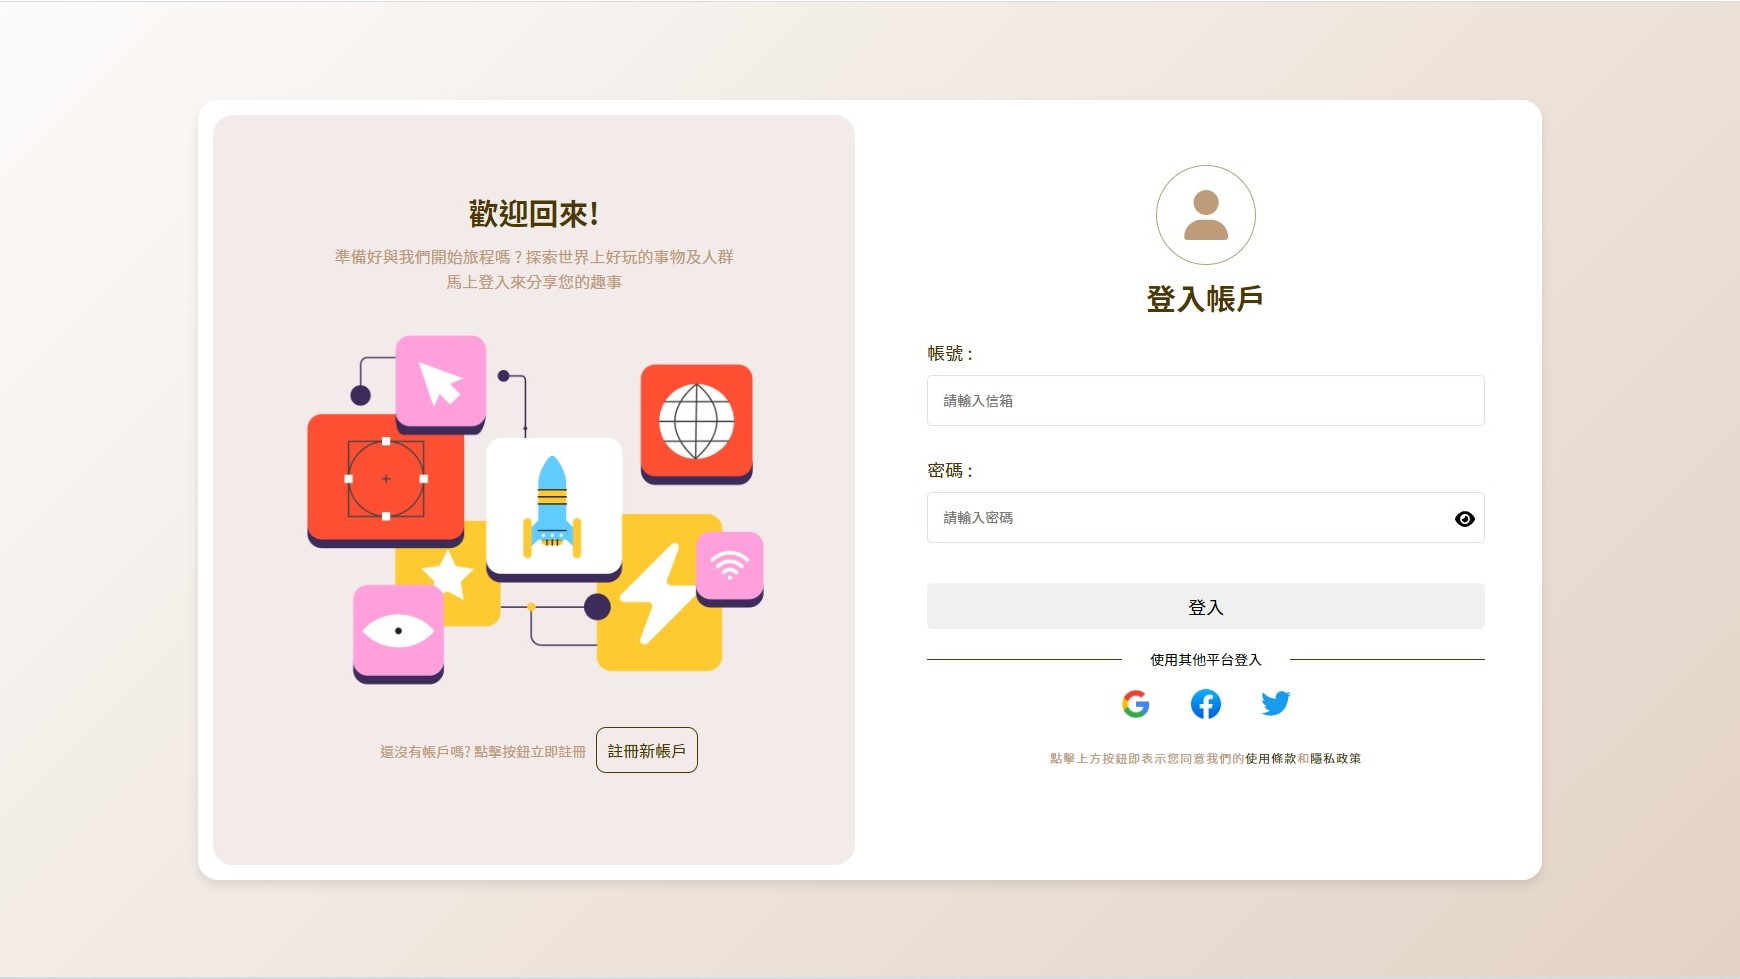 歡迎回來!
準備好與我們開始旅程嗎？探索世界上好玩的事物及人群
馬上登入來分享您的趣事
還沒有帳戶嗎? 點擊按鈕立即註冊
註冊新帳戶
登入帳戶
帳號 :
請輸入信箱
密碼 :
請輸入密碼
登入
使用其他平台登入
點擊上方按鈕即表示您同意我們的使用條款和隱私政策